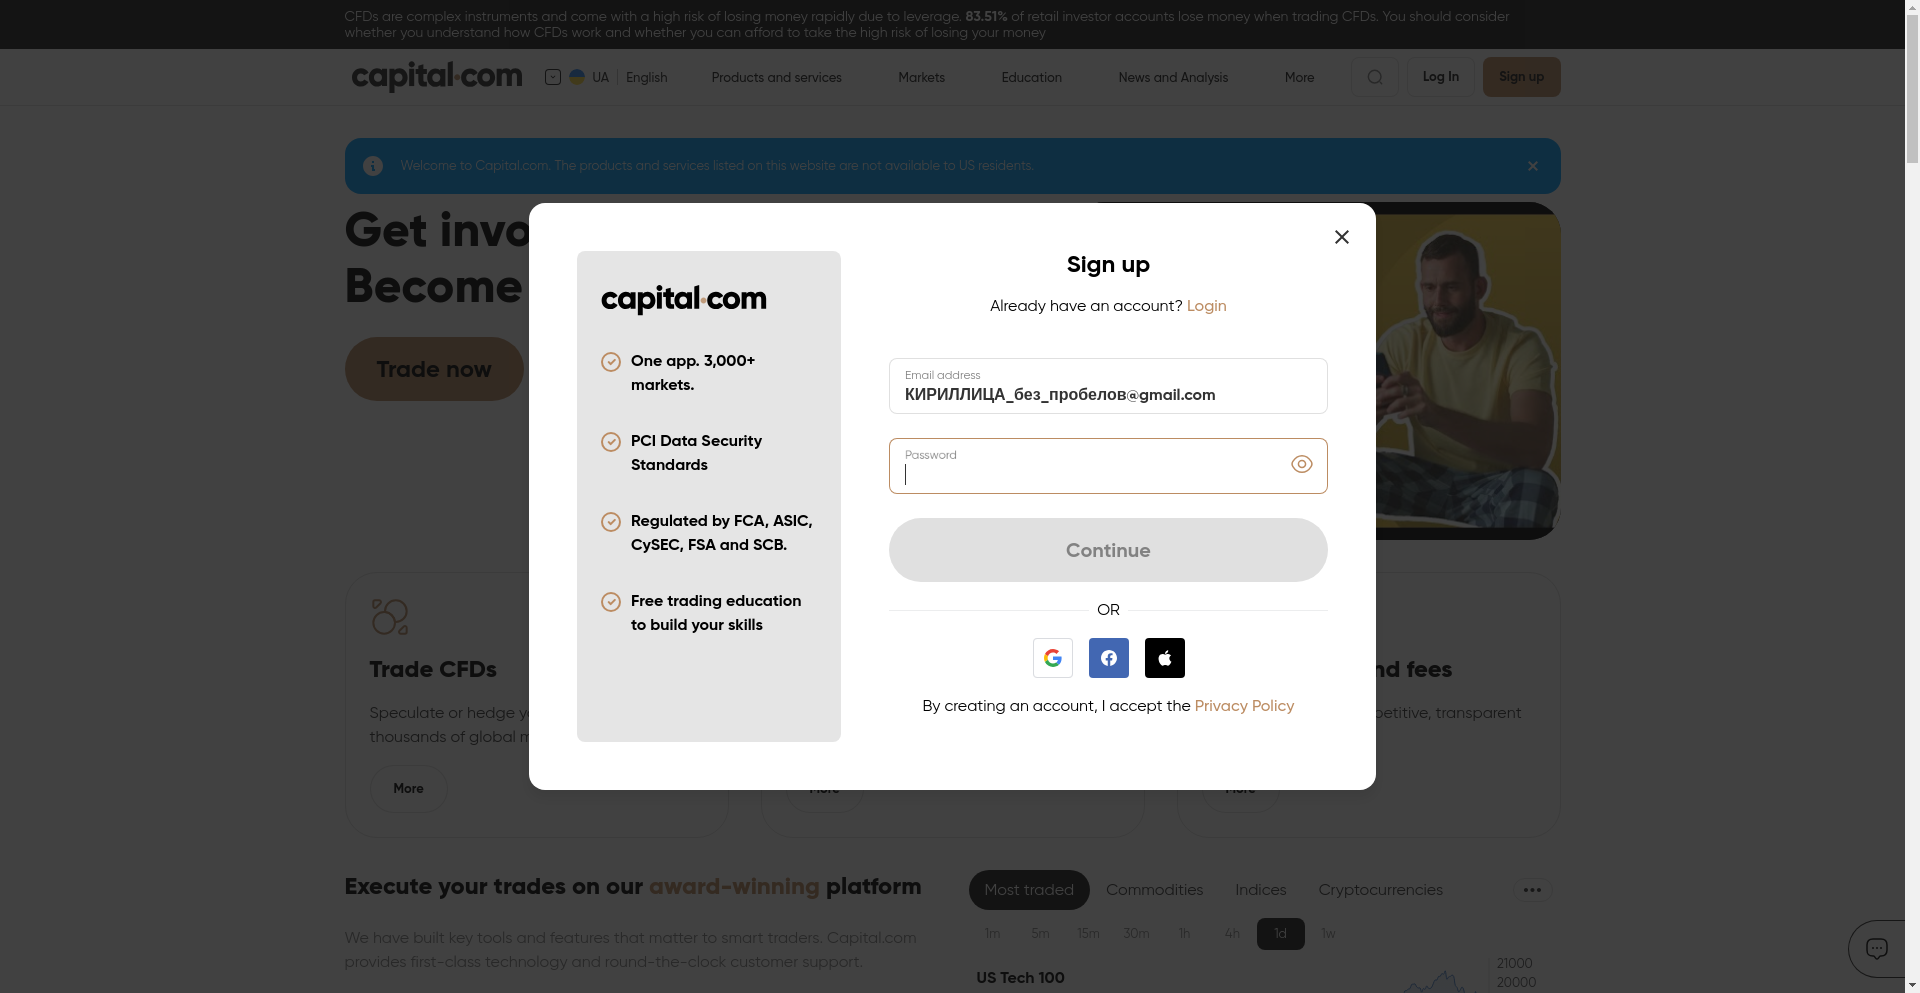 CFDs are complex instruments and come with a high risk of losing money rapidly due to leverage. 83.51% of retail investor accounts lose money when trading CFDs. You should consider
whether you understand how CFDs work and whether you can afford to take the high risk of losing your money
capital.com
UA English
Products and services
Markets
Education
News and Analysis
More
Log In
Sign up
Welcome to Capital.com. The products and services listed on this website are not available to US residents.
Get invo
Become
Trade now
capital.com
One app. 3,000+
markets.
PCI Data Security
Standards
Regulated by FCA, ASIC,
CySEC, FSA and SCB.
Free trading education
to build your skills
Sign up
Already have an account? Login
Email address
КИРИЛЛИЦА_без_пробелов@gmail.com
Password
Continue
OR
By creating an account, I accept the Privacy Policy
Trade CFDs
Speculate or hedge y
thousands of global m
More
More
nd fees
petitive, transparent
More
Execute your trades on our award-winning platform
We have built key tools and features that matter to smart traders. Capital.com
provides first-class technology and round-the-clock customer support.
Most traded
Commodities
Indices
Cryptocurrencies
1m 5m 15m 30m 1h 4h 1d 1w
US Tech 100
21000
20000